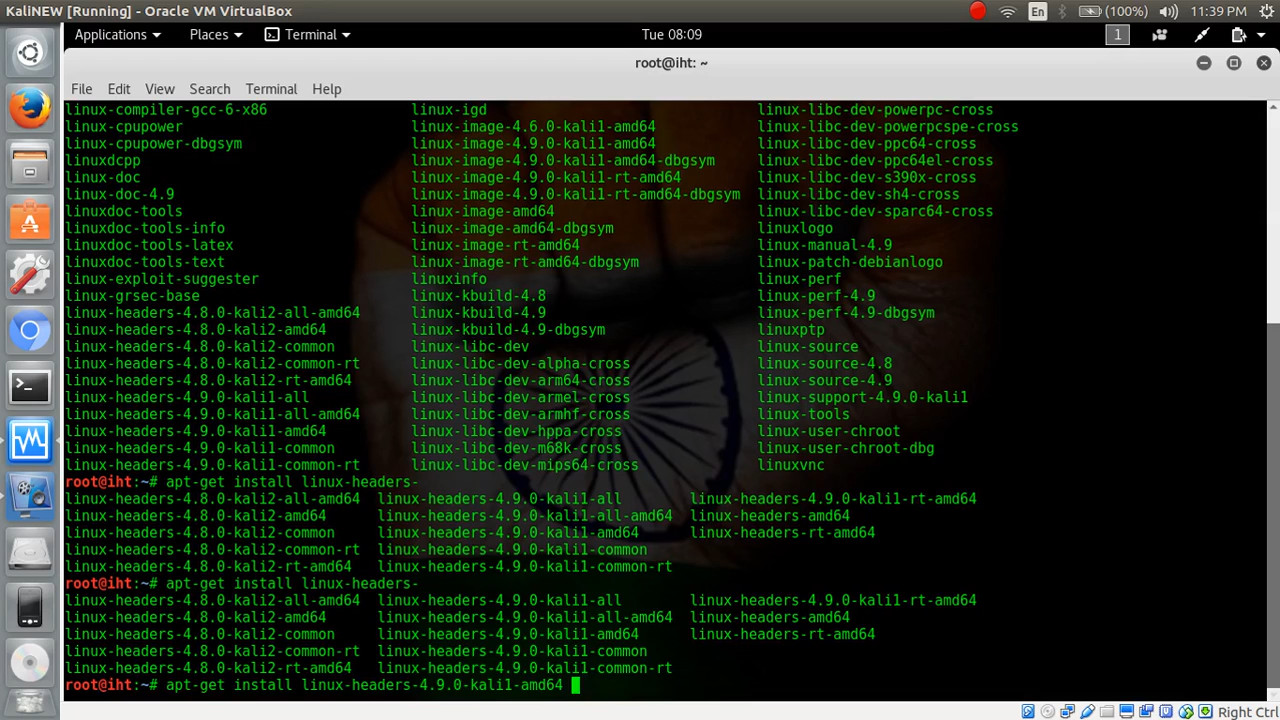 KaliNEW [Running] - Oracle VM VirtualBox En (100%) 11:39 PM
Applications Places Terminal Tue 08:09 1
root@iht: ~
File Edit View Search Terminal Help
linux-compiler-gcc-6-x86 linux-igd linux-libc-dev-powerpc-cross
linux-cpupower linux-image-4.6.0-kali1-amd64 linux-libc-dev-powerpcspe-cross
linux-cpupower-dbgsym linux-image-4.9.0-kali1-amd64 linux-libc-dev-ppc64-cross
linuxdcpp linux-image-4.9.0-kali1-amd64-dbgsym linux-libc-dev-ppc64el-cross
linux-doc linux-image-4.9.0-kali1-rt-amd64 linux-libc-dev-s390x-cross
linux-doc-4.9 linux-image-4.9.0-kali1-rt-amd64-dbgsym linux-libc-dev-sh4-cross
linuxdoc-tools linux-image-amd64 linux-libc-dev-sparc64-cross
linuxdoc-tools-info linux-image-amd64-dbgsym linuxlogo
linuxdoc-tools-latex linux-image-rt-amd64 linux-manual-4.9
linuxdoc-tools-text linux-image-rt-amd64-dbgsym linux-patch-debianlogo
linux-exploit-suggester linuxinfo linux-perf
linux-grsec-base linux-kbuild-4.8 linux-perf-4.9
linux-headers-4.8.0-kali2-all-amd64 linux-kbuild-4.9 linux-perf-4.9-dbgsym
linux-headers-4.8.0-kali2-amd64 linux-kbuild-4.9-dbgsym linuxptp
linux-headers-4.8.0-kali2-common linux-libc-dev linux-source
linux-headers-4.8.0-kali2-common-rt linux-libc-dev-alpha-cross linux-source-4.8
linux-headers-4.8.0-kali2-rt-amd64 linux-libc-dev-arm64-cross linux-source-4.9
linux-headers-4.9.0-kali1-all linux-libc-dev-armel-cross linux-support-4.9.0-kali1
linux-headers-4.9.0-kali1-all-amd64 linux-libc-dev-armhf-cross linux-tools
linux-headers-4.9.0-kali1-amd64 linux-libc-dev-hppa-cross linux-user-chroot
linux-headers-4.9.0-kali1-common linux-libc-dev-m68k-cross linux-user-chroot-dbg
linux-headers-4.9.0-kali1-common-rt linux-libc-dev-mips64-cross linuxvnc
root@iht:~# apt-get install linux-headers-
linux-headers-4.8.0-kali2-all-amd64 linux-headers-4.9.0-kali1-all linux-headers-4.9.0-kali1-rt-amd64
linux-headers-4.8.0-kali2-amd64 linux-headers-4.9.0-kali1-all-amd64 linux-headers-amd64
linux-headers-4.8.0-kali2-common linux-headers-4.9.0-kali1-amd64 linux-headers-rt-amd64
linux-headers-4.8.0-kali2-common-rt linux-headers-4.9.0-kali1-common
linux-headers-4.8.0-kali2-rt-amd64 linux-headers-4.9.0-kali1-common-rt
root@iht:~# apt-get install linux-headers-
linux-headers-4.8.0-kali2-all-amd64 linux-headers-4.9.0-kali1-all linux-headers-4.9.0-kali1-rt-amd64
linux-headers-4.8.0-kali2-amd64 linux-headers-4.9.0-kali1-all-amd64 linux-headers-amd64
linux-headers-4.8.0-kali2-common linux-headers-4.9.0-kali1-amd64 linux-headers-rt-amd64
linux-headers-4.8.0-kali2-common-rt linux-headers-4.9.0-kali1-common
linux-headers-4.8.0-kali2-rt-amd64 linux-headers-4.9.0-kali1-common-rt
root@iht:~# apt-get install linux-headers-4.9.0-kali1-amd64
Right Ctrl